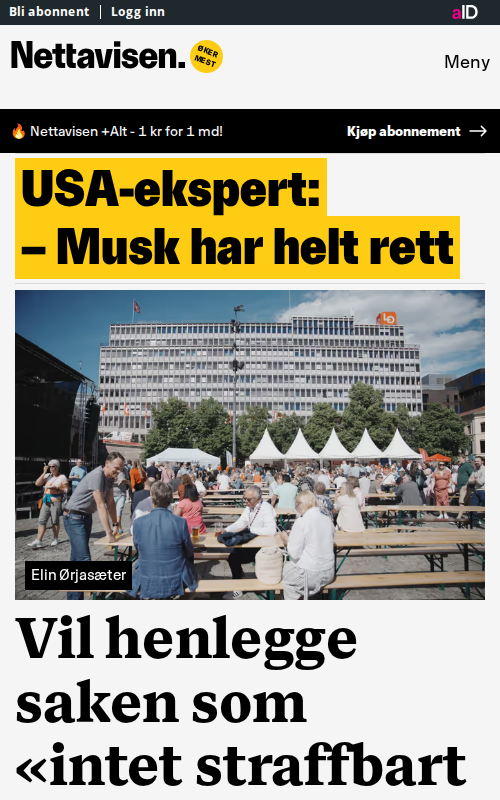 Bli abonnent | Logg inn
aID
Nettavisen.
ØKER
MEST
Meny
🔥 Nettavisen +Alt - 1 kr for 1 md!
Kjøp abonnement →
USA-ekspert:
– Musk har helt rett
LO
Elin Ørjasæter
Vil henlegge
saken som
«intet straffbart